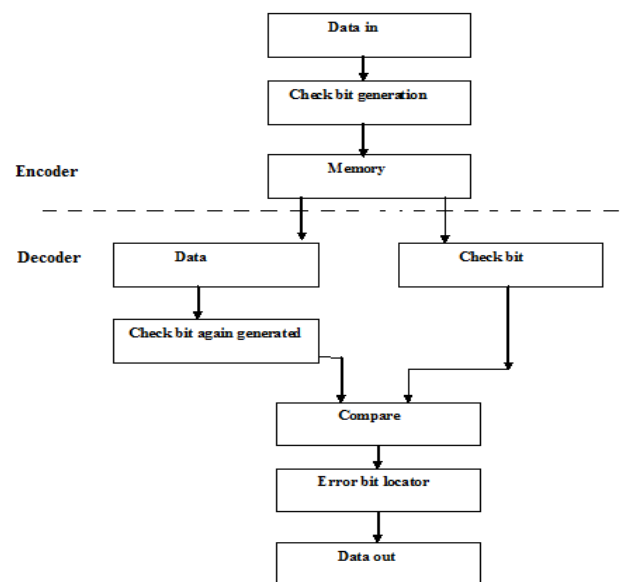 Data in
Check bit generation
Encoder
Memory
Decoder
Data
Check bit
Check bit again generated
Compare
Error bit locator
Data out